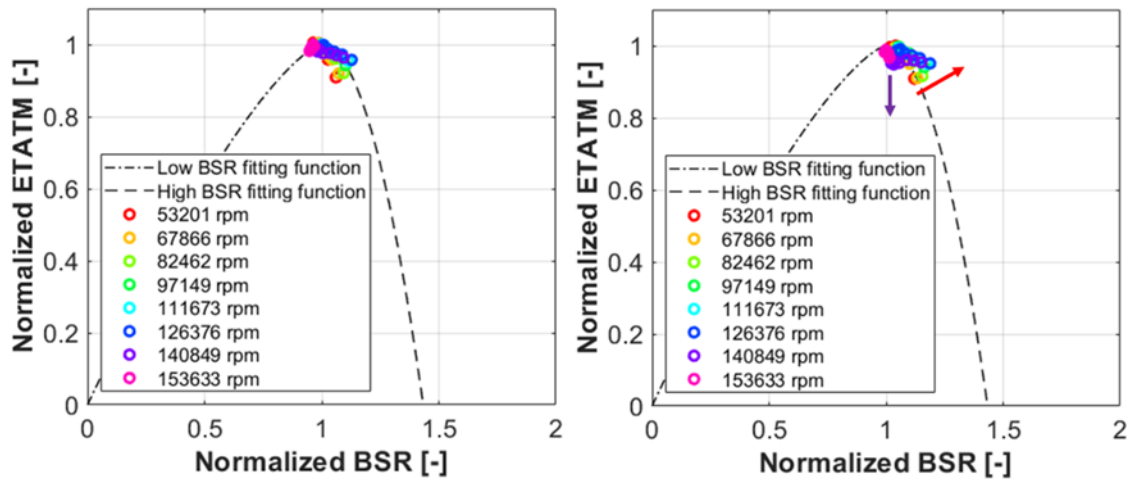 Normalized ETATM [-]
1
0.8
0.6
0.4
0.2
0
Low BSR fitting function
High BSR fitting function
53201 rpm
67866 rpm
82462 rpm
97149 rpm
111673 rpm
126376 rpm
140849 rpm
153633 rpm
0 0.5 1 1.5 2
Normalized BSR [-]
Normalized ETATM [-]
1
0.8
0.6
0.4
0.2
0
Low BSR fitting function
High BSR fitting function
53201 rpm
67866 rpm
82462 rpm
97149 rpm
111673 rpm
126376 rpm
140849 rpm
153633 rpm
0 0.5 1 1.5 2
Normalized BSR [-]